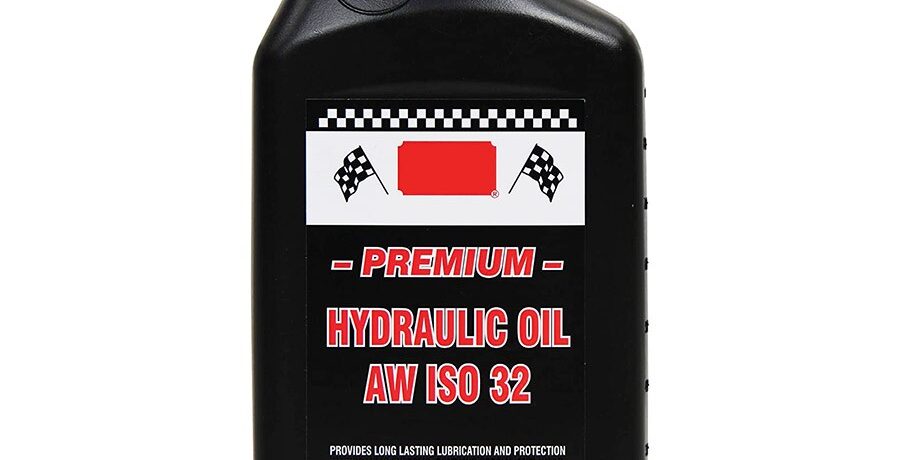 ®
– PREMIUM –
HYDRAULIC OIL
AW ISO 32
PROVIDES LONG LASTING LUBRICATION AND PROTECTION